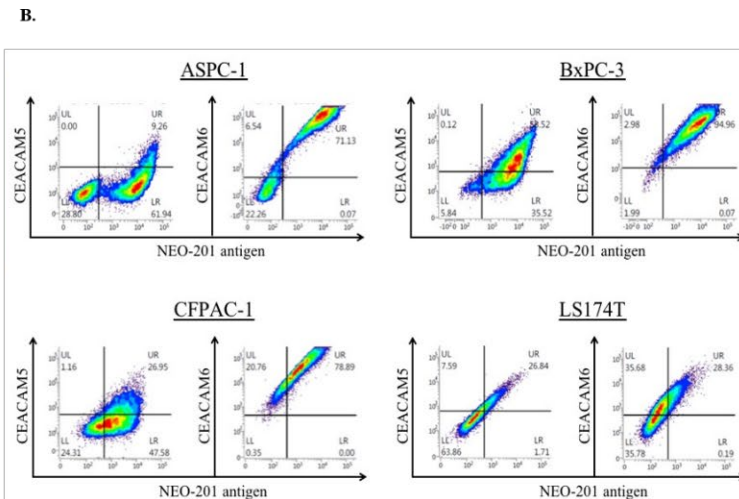 B.
ASPC-1
BxPC-3
CEACAM5
UL
0.00
UR
9.26
LL
28.80
LR
61.94
CEACAM6
UL
6.54
UR
71.13
LL
22.26
LR
0.07
NEO-201 antigen
CEACAM5
UL
0.12
UR
LL
5.84
LR
35.52
CEACAM6
UL
2.98
94.96
LL
1.99
LR
0.07
NEO-201 antigen
CFPAC-1
LS174T
CEACAM5
UL
1.16
UR
26.95
LL
24.31
LR
47.58
CEACAM6
UL
20.76
UR
78.89
LL
0.35
LR
0.00
NEO-201 antigen
CEACAM5
UL
7.59
UR
26.84
LL
63.86
LR
1.71
CEACAM6
UL
35.68
UR
28.36
LL
35.78
LR
0.19
NEO-201 antigen